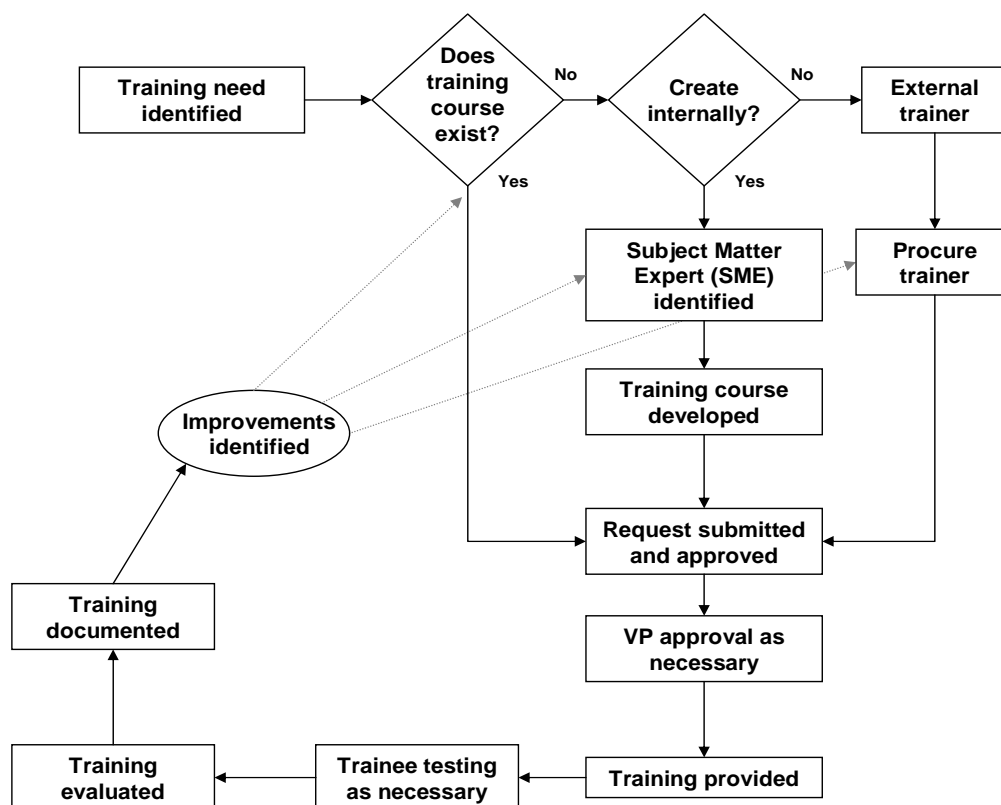 Training need
identified
Does
training
course
exist?
No
Create
internally?
No
External
trainer
Yes
Yes
Subject Matter
Expert (SME)
identified
Procure
trainer
Training course
developed
Improvements
identified
Request submitted
and approved
Training
documented
VP approval as
necessary
Training
evaluated
Trainee testing
as necessary
Training provided